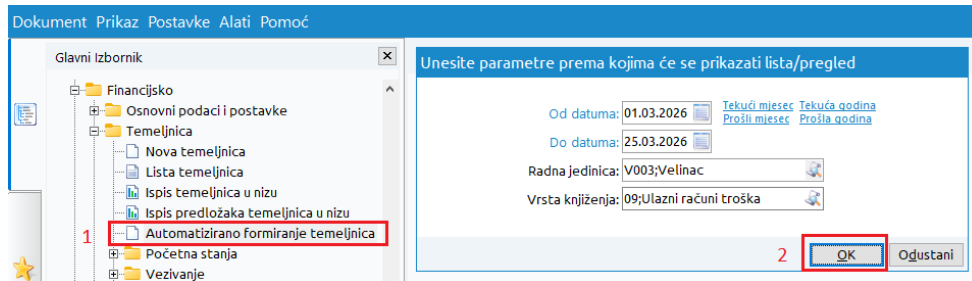 Dokument Prikaz Postavke Alati Pomoć
Glavni Izbornik
Financijsko
Osnovni podaci i postavke
Temeljnica
Nova temeljnica
Lista temeljnica
Ispis temeljnica u nizu
Ispis predložaka temeljnica u nizu
1 Automatizirano formiranje temeljnica
Početna stanja
Vezivanje
Unesite parametre prema kojima će se prikazati lista/pregled
Od datuma: 01.03.2026 Tekući mjesec Tekuća godina
Prošli mjesec Prošla godina
Do datuma: 25.03.2026
Radna jedinica: V003;Velinac
Vrsta knjiženja: 09;Ulazni računi troška
2 OK Odustani